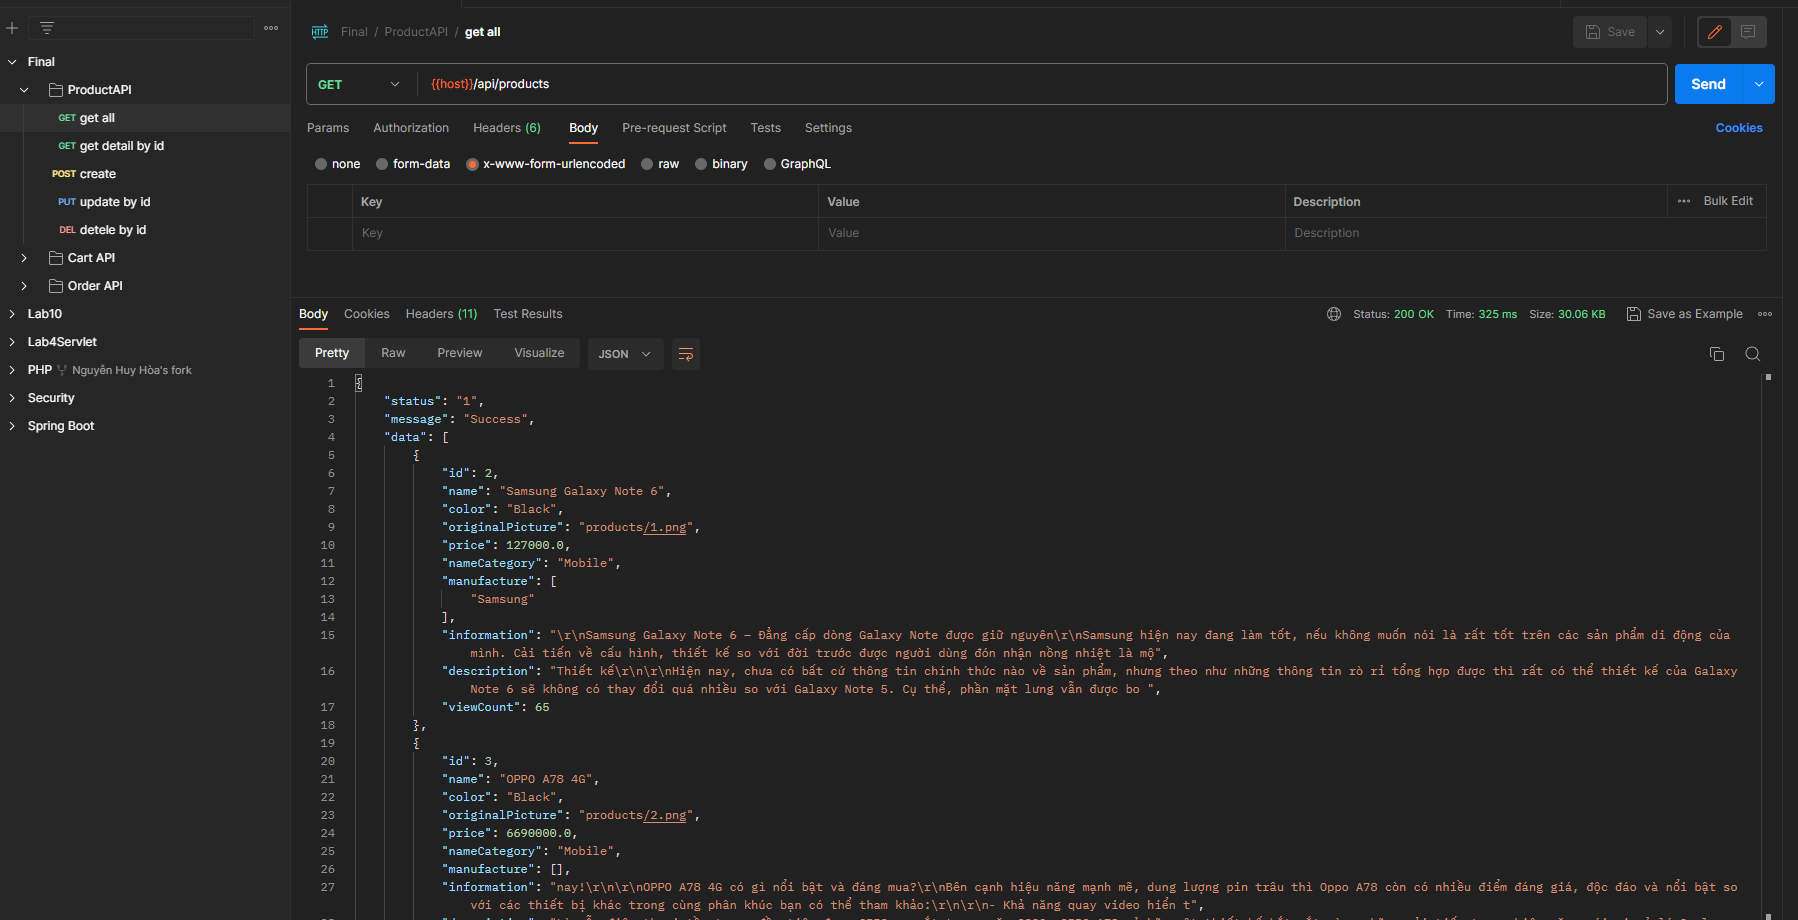 HTTP Final / ProductAPI / get all
Save
Final
ProductAPI
GET get all
GET get detail by id
POST create
PUT update by id
DEL detele by id
Cart API
Order API
Lab10
Lab4Servlet
PHP Nguyễn Huy Hòa's fork
Security
Spring Boot
GET {{host}}/api/products
Send
Params Authorization Headers (6) Body Pre-request Script Tests Settings Cookies
none form-data x-www-form-urlencoded raw binary GraphQL
Key Value Description Bulk Edit
Key Value Description
Body Cookies Headers (11) Test Results Status: 200 OK Time: 325 ms Size: 30.06 KB Save as Example
Pretty Raw Preview Visualize JSON
1 {
2 "status": "1",
3 "message": "Success",
4 "data": [
5 {
6 "id": 2,
7 "name": "Samsung Galaxy Note 6",
8 "color": "Black",
9 "originalPicture": "products/1.png",
10 "price": 127000.0,
11 "nameCategory": "Mobile",
12 "manufacture": [
13 "Samsung"
14 ],
15 "information": "\r\nSamsung Galaxy Note 6 – Đẳng cấp dòng Galaxy Note được giữ nguyên\r\nSamsung hiện nay đang làm tốt, nếu không muốn nói là rất tốt trên các sản phẩm di động của
mình. Cải tiến về cấu hình, thiết kế so với đời trước được người dùng đón nhận nồng nhiệt là mộ",
16 "description": "Thiết kế\r\n\r\nHiện nay, chưa có bất cứ thông tin chính thức nào về sản phẩm, nhưng theo như những thông tin rò rỉ tổng hợp được thì rất có thể thiết kế của Galaxy
Note 6 sẽ không có thay đổi quá nhiều so với Galaxy Note 5. Cụ thể, phần mặt lưng vẫn được bo ",
17 "viewCount": 65
18 },
19 {
20 "id": 3,
21 "name": "OPPO A78 4G",
22 "color": "Black",
23 "originalPicture": "products/2.png",
24 "price": 6690000.0,
25 "nameCategory": "Mobile",
26 "manufacture": [],
27 "information": "nay!\r\n\r\nOPPO A78 4G có gì nổi bật và đáng mua?\r\nBên cạnh hiệu năng mạnh mẽ, dung lượng pin trâu thì Oppo A78 còn có nhiều điểm đáng giá, độc đáo và nổi bật so
với các thiết bị khác trong cùng phân khúc bạn có thể tham khảo:\r\n\r\n- Khả năng quay video hiển t",